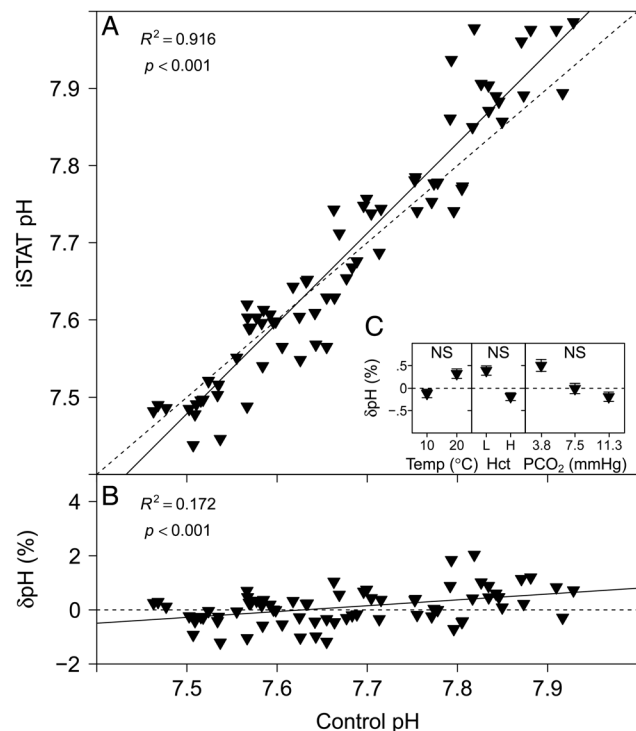 A
R² = 0.916
p < 0.001
7.9
7.8
7.7
7.6
7.5
iSTAT pH
C
NS NS NS
.5
0
-.5
δpH (%)
10 20 L H 3.8 7.5 11.3
Temp (°C) Hct PCO₂ (mmHg)
B
R² = 0.172
p < 0.001
4
2
0
−2
δpH (%)
7.5 7.6 7.7 7.8 7.9
Control pH